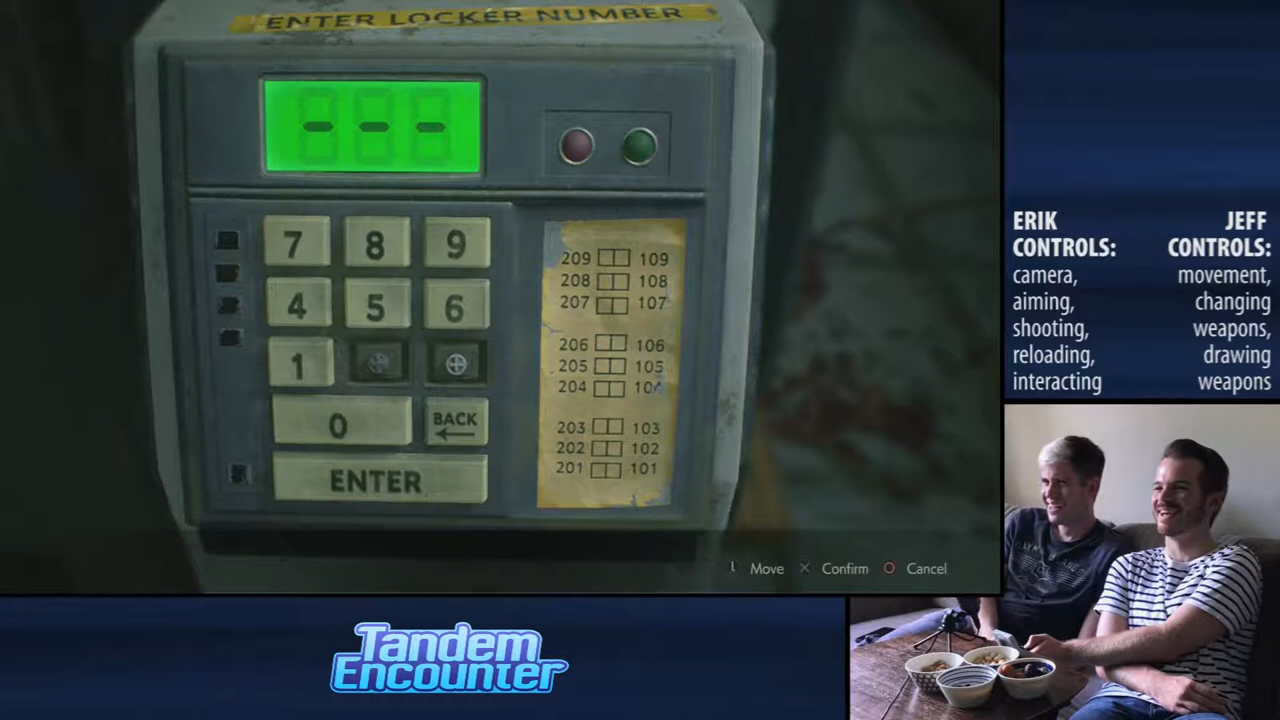 ENTER LOCKER NUMBER
- - -
7 8 9
4 5 6
1
0 BACK
ENTER
209 109
208 108
207 107
206 106
205 105
204 104
203 103
202 102
201 101
L Move X Confirm O Cancel
ERIK
CONTROLS:
camera,
aiming,
shooting,
reloading,
interacting
JEFF
CONTROLS:
movement,
changing
weapons,
drawing
weapons
Tandem
Encounter